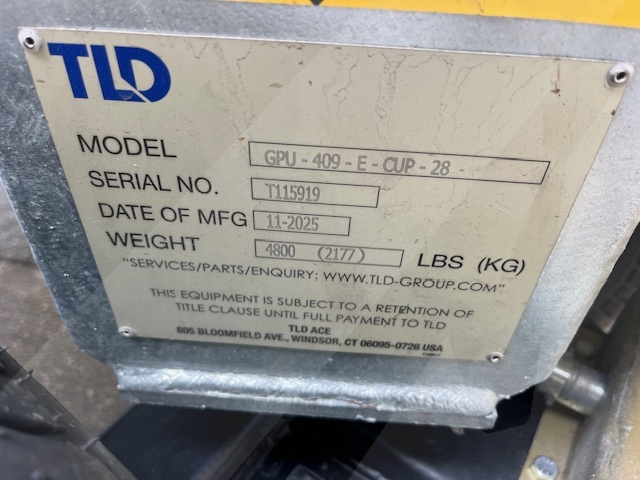 TLD
MODEL GPU - 409 - E - CUP - 28 -
SERIAL NO. T115919
DATE OF MFG 11-2025
WEIGHT 4800 (2177) LBS (KG)
"SERVICES/PARTS/ENQUIRY: WWW.TLD-GROUP.COM"
THIS EQUIPMENT IS SUBJECT TO A RETENTION OF
TITLE CLAUSE UNTIL FULL PAYMENT TO TLD
TLD ACE
805 BLOOMFIELD AVE., WINDSOR, CT 06095-0726 USA